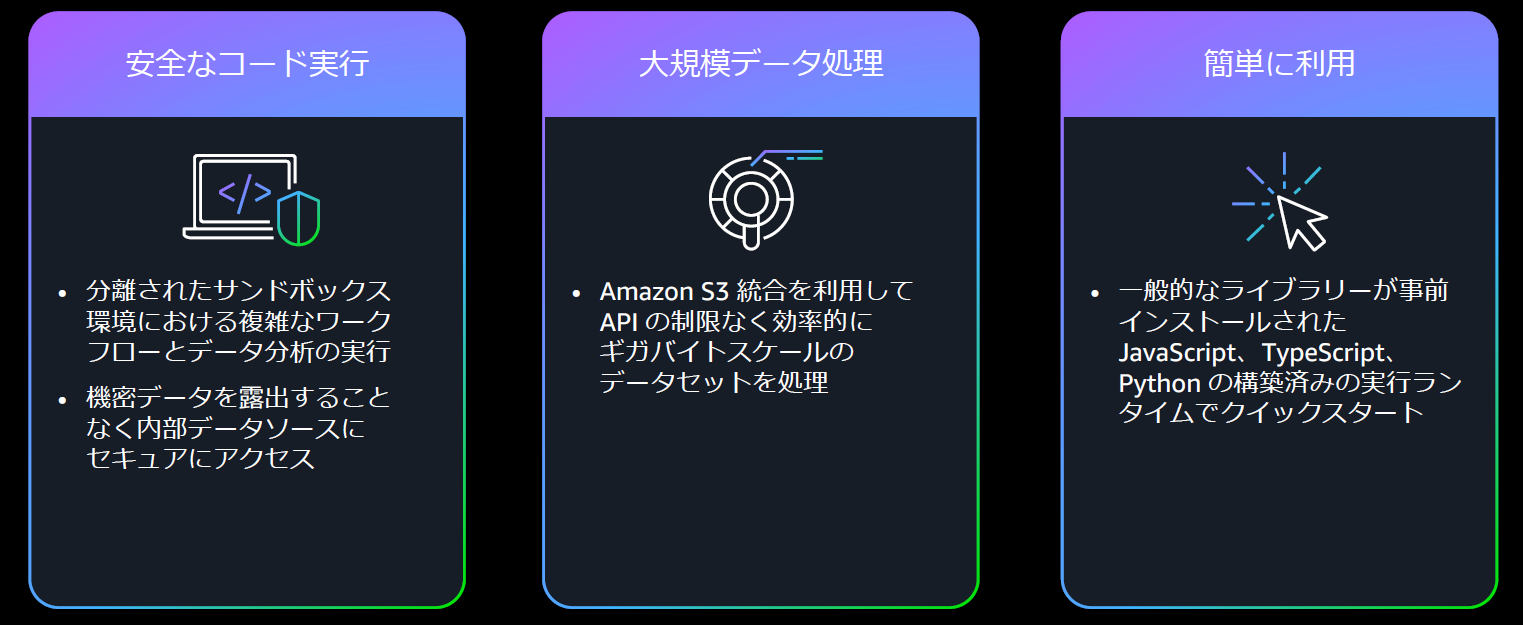 安全なコード実行
</>
• 分離されたサンドボックス
環境における複雑なワーク
フローとデータ分析の実行
• 機密データを露出すること
なく内部データソースに
セキュアにアクセス
大規模データ処理
• Amazon S3 統合を利用して
API の制限なく効率的に
ギガバイトスケールの
データセットを処理
簡単に利用
• 一般的なライブラリーが事前
インストールされた
JavaScript、TypeScript、
Python の構築済みの実行ラン
タイムでクイックスタート